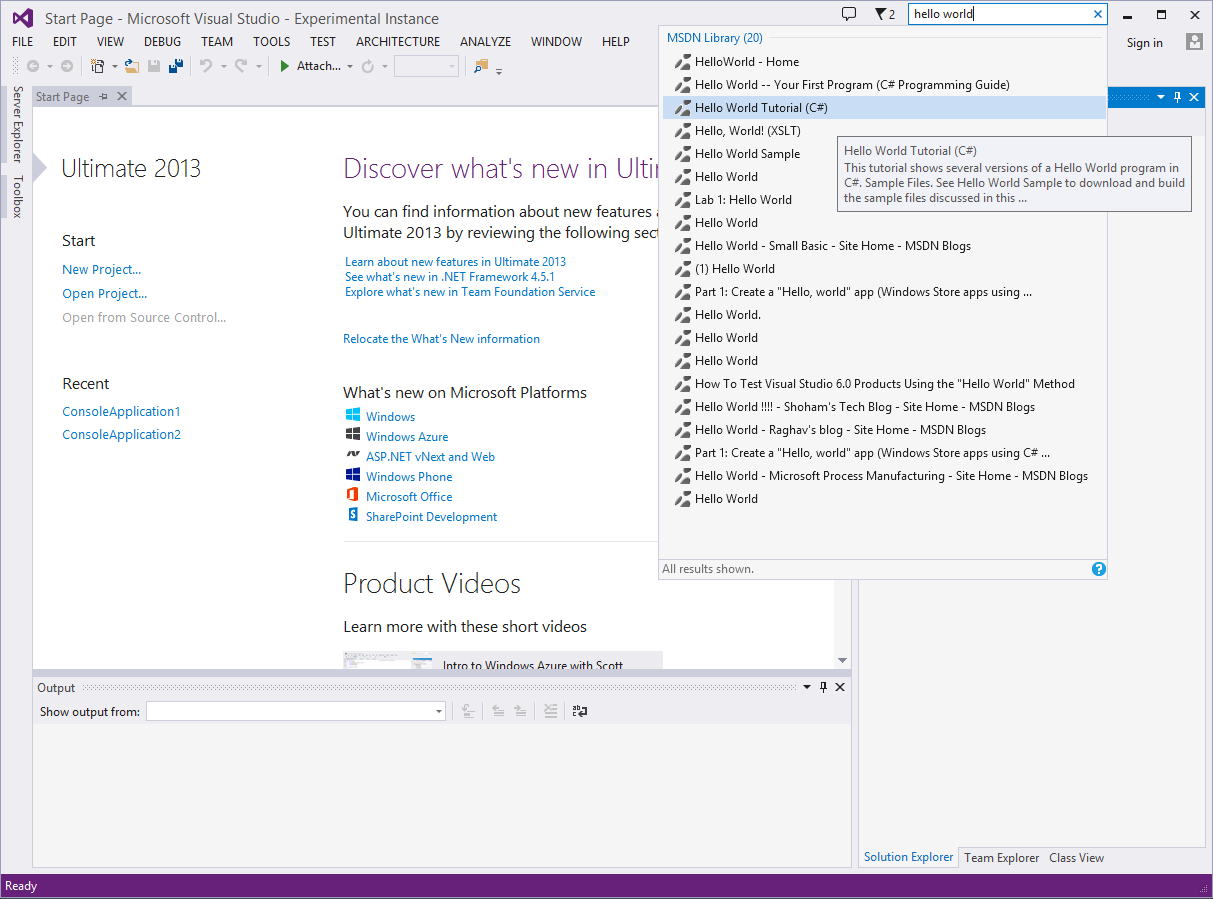 Start Page - Microsoft Visual Studio - Experimental Instance
2
hello world
FILE EDIT VIEW DEBUG TEAM TOOLS TEST ARCHITECTURE ANALYZE WINDOW HELP
Sign in
Attach...
Server Explorer
Toolbox
Start Page
Ultimate 2013
Start
New Project...
Open Project...
Open from Source Control...
Recent
ConsoleApplication1
ConsoleApplication2
Discover what's new in Ulti
You can find information about new features
Ultimate 2013 by reviewing the following sect
Learn about new features in Ultimate 2013
See what's new in .NET Framework 4.5.1
Explore what's new in Team Foundation Service
Relocate the What's New information
What's new on Microsoft Platforms
Windows
Windows Azure
ASP.NET vNext and Web
Windows Phone
Microsoft Office
SharePoint Development
Product Videos
Learn more with these short videos
Intro to Windows Azure with Scott
MSDN Library (20)
HelloWorld - Home
Hello World -- Your First Program (C# Programming Guide)
Hello World Tutorial (C#)
Hello, World! (XSLT)
Hello World Sample
Hello World
Lab 1: Hello World
Hello World
Hello World - Small Basic - Site Home - MSDN Blogs
(1) Hello World
Part 1: Create a "Hello, world" app (Windows Store apps using ...
Hello World.
Hello World
Hello World
How To Test Visual Studio 6.0 Products Using the "Hello World" Method
Hello World !!!! - Shoham's Tech Blog - Site Home - MSDN Blogs
Hello World - Raghav's blog - Site Home - MSDN Blogs
Part 1: Create a "Hello, world" app (Windows Store apps using C# ...
Hello World - Microsoft Process Manufacturing - Site Home - MSDN Blogs
Hello World
All results shown.
Hello World Tutorial (C#)
This tutorial shows several versions of a Hello World program in
C#. Sample Files. See Hello World Sample to download and build
the sample files discussed in this ...
Output
Show output from:
Solution Explorer Team Explorer Class View
Ready